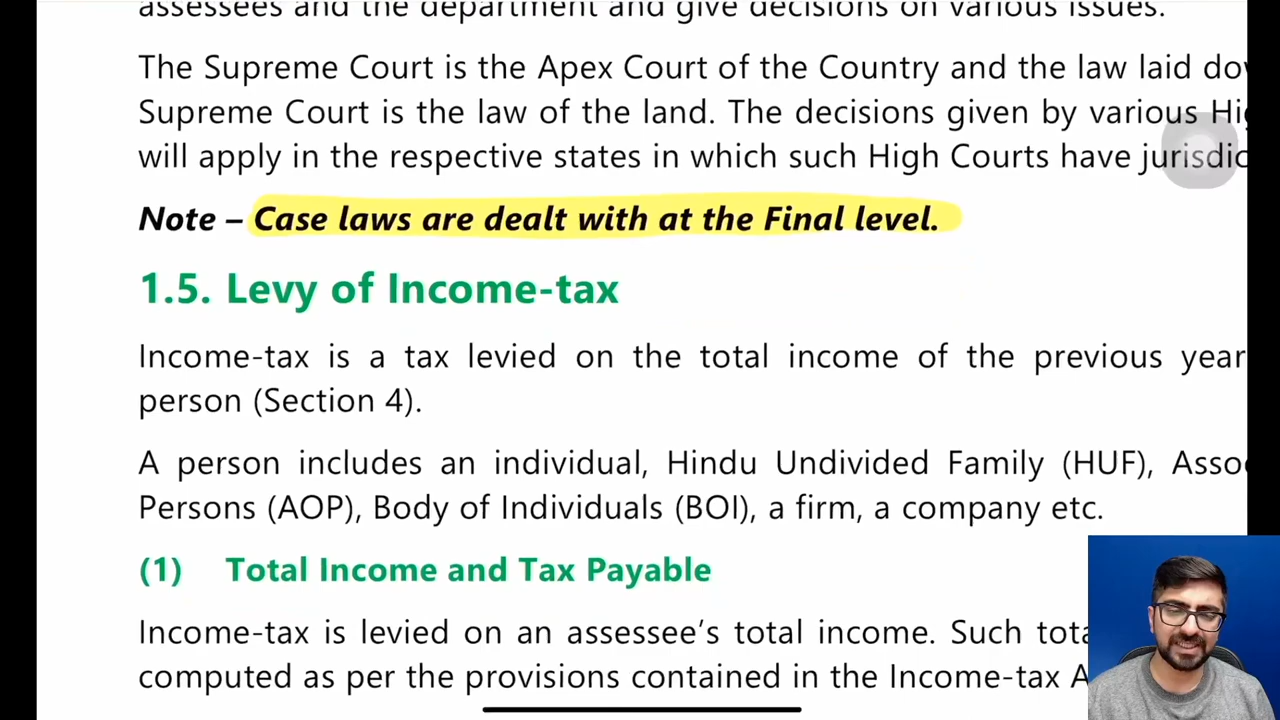 assessees and the department and give decisions on various issues.
The Supreme Court is the Apex Court of the Country and the law laid
Supreme Court is the law of the land. The decisions given by various
will apply in the respective states in which such High Courts have
Note – Case laws are dealt with at the Final level.
1.5. Levy of Income-tax
Income-tax is a tax levied on the total income of the previous year
person (Section 4).
A person includes an individual, Hindu Undivided Family (HUF),
Persons (AOP), Body of Individuals (BOI), a firm, a company etc.
(1) Total Income and Tax Payable
Income-tax is levied on an assessee's total income. Such
computed as per the provisions contained in the Income-tax